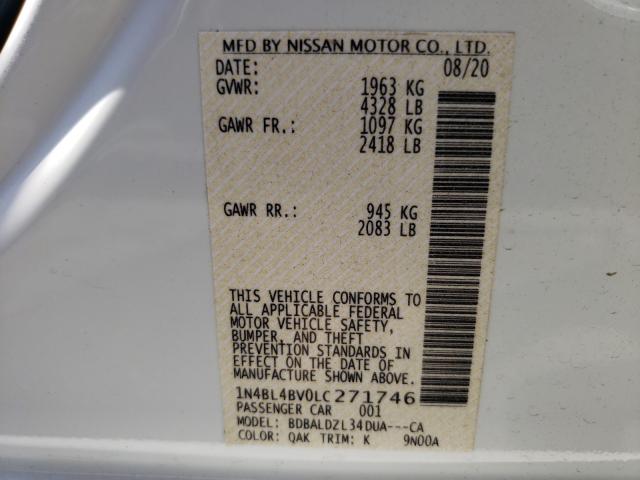 MFD BY NISSAN MOTOR CO., LTD.
DATE: 08/20
GVWR: 1963 KG
4328 LB
GAWR FR.: 1097 KG
2418 LB
GAWR RR.: 945 KG
2083 LB
THIS VEHICLE CONFORMS TO
ALL APPLICABLE FEDERAL
MOTOR VEHICLE SAFETY,
BUMPER, AND THEFT
PREVENTION STANDARDS IN
EFFECT ON THE DATE OF
MANUFACTURE SHOWN ABOVE.
1N4BL4BV0LC271746
PASSENGER CAR 001
MODEL: BDBALDZL34DUA---CA
COLOR: QAK TRIM: K 9N00A